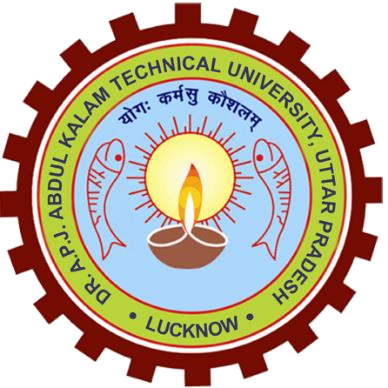 DR. A.P.J. ABDUL KALAM TECHNICAL UNIVERSITY, UTTAR PRADESH
योगः कर्मसु कौशलम्
• LUCKNOW •